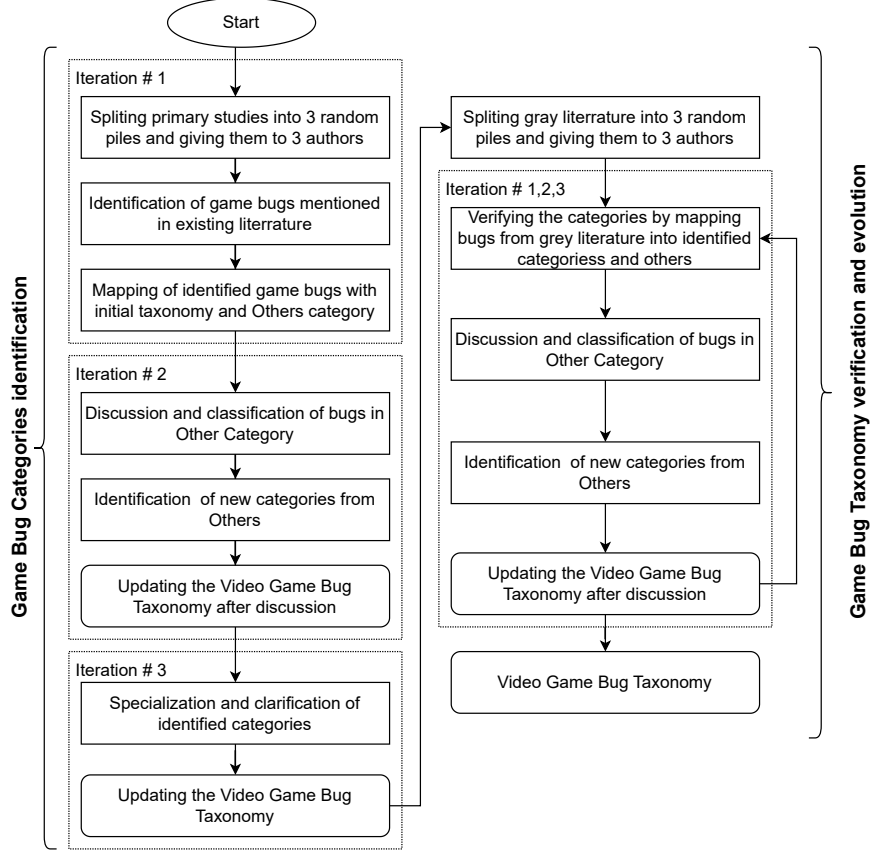 Start
Game Bug Categories identification
Iteration # 1
Spliting primary studies into 3 random
piles and giving them to 3 authors
Identification of game bugs mentioned
in existing literrature
Mapping of identified game bugs with
initial taxonomy and Others category
Iteration # 2
Discussion and classification of bugs in
Other Category
Identification of new categories from
Others
Updating the Video Game Bug
Taxonomy after discussion
Iteration # 3
Specialization and clarification of
identified categories
Updating the Video Game Bug
Taxonomy
Spliting gray literrature into 3 random
piles and giving them to 3 authors
Iteration # 1,2,3
Verifying the categories by mapping
bugs from grey literature into identified
categoriess and others
Discussion and classification of bugs in
Other Category
Identification of new categories from
Others
Updating the Video Game Bug
Taxonomy after discussion
Video Game Bug Taxonomy
Game Bug Taxonomy verification and evolution